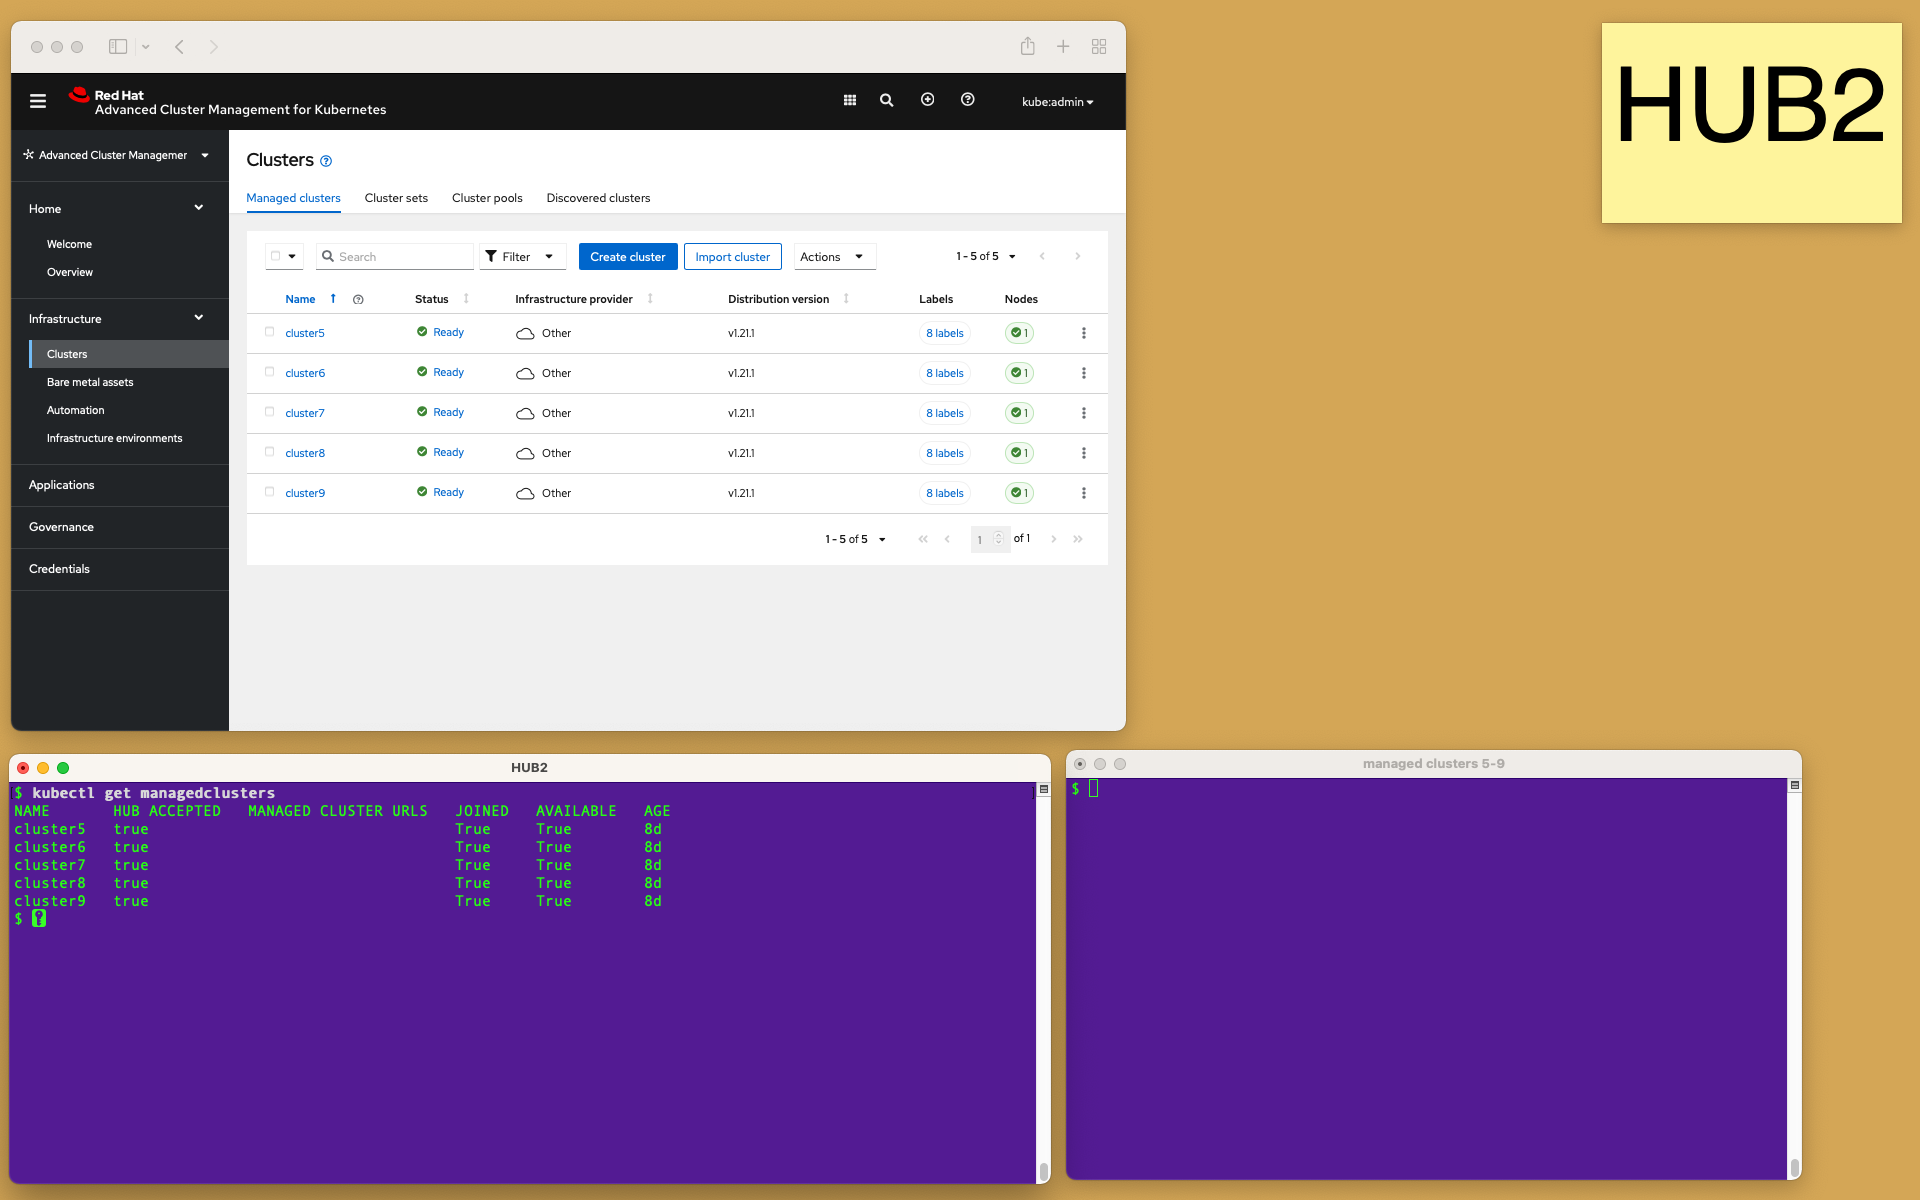 HUB2
Red Hat
Advanced Cluster Management for Kubernetes
kube:admin
Advanced Cluster Managemer
Home
Welcome
Overview
Infrastructure
Clusters
Bare metal assets
Automation
Infrastructure environments
Applications
Governance
Credentials
Clusters
Managed clusters Cluster sets Cluster pools Discovered clusters
Search Filter Create cluster Import cluster Actions 1 - 5 of 5
Name Status Infrastructure provider Distribution version Labels Nodes
cluster5 Ready Other v1.21.1 8 labels 1
cluster6 Ready Other v1.21.1 8 labels 1
cluster7 Ready Other v1.21.1 8 labels 1
cluster8 Ready Other v1.21.1 8 labels 1
cluster9 Ready Other v1.21.1 8 labels 1
1 - 5 of 5 1 of 1
HUB2
$ kubectl get managedclusters
NAME HUB ACCEPTED MANAGED CLUSTER URLS JOINED AVAILABLE AGE
cluster5 true True True 8d
cluster6 true True True 8d
cluster7 true True True 8d
cluster8 true True True 8d
cluster9 true True True 8d
$
managed clusters 5-9
$